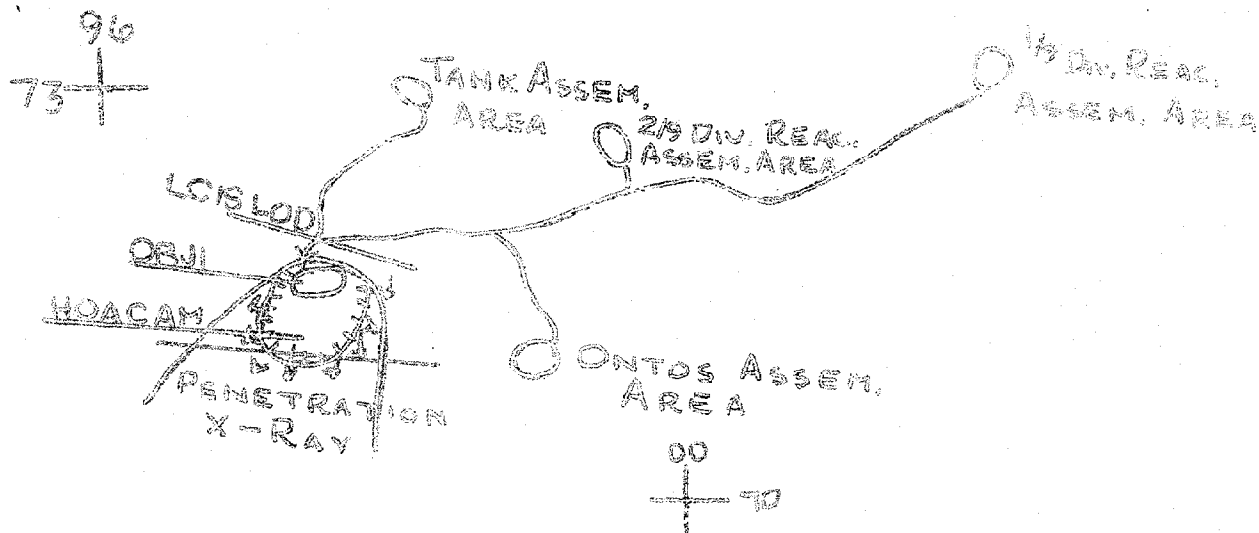 96
73
TANK ASSEM.
AREA
2/9 DIV. REAC.
ASSEM. AREA
1/9 DIV. REAC.
ASSEM. AREA
LC IS LOD
OBJ 1
HOACAM
PENETRATION
X-RAY
ONTOS ASSEM.
AREA
00
90